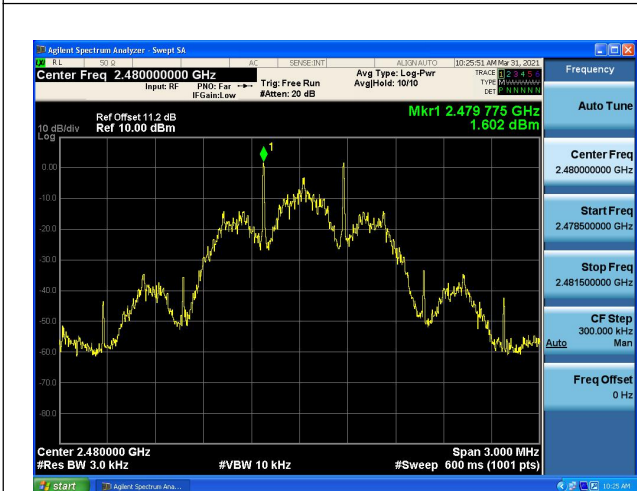 Agilent Spectrum Analyzer - Swept SA
RL 50 Ω AC SENSE:INT ALIGNAUTO 10:25:51 AM Mar 31, 2021
Center Freq 2.480000000 GHz
Input: RF
PNO: Far
IFGain:Low
Trig: Free Run
#Atten: 20 dB
Avg Type: Log-Pwr
Avg|Hold: 10/10
TRACE 1 2 3 4 5 6
TYPE
DET P N N N N N
Frequency
Mkr1 2.479 775 GHz
1.602 dBm
Ref Offset 11.2 dB
Ref 10.00 dBm
10 dB/div
Log
1
0.00
-10.0
-20.0
-30.0
-40.0
-50.0
-60.0
-70.0
-80.0
Auto Tune
Center Freq
2.480000000 GHz
Start Freq
2.478500000 GHz
Stop Freq
2.481500000 GHz
CF Step
300.000 kHz
Auto Man
Freq Offset
0 Hz
Center 2.480000 GHz Span 3.000 MHz
#Res BW 3.0 kHz #VBW 10 kHz #Sweep 600 ms (1001 pts)
start Agilent Spectrum Ana... 10:25 AM